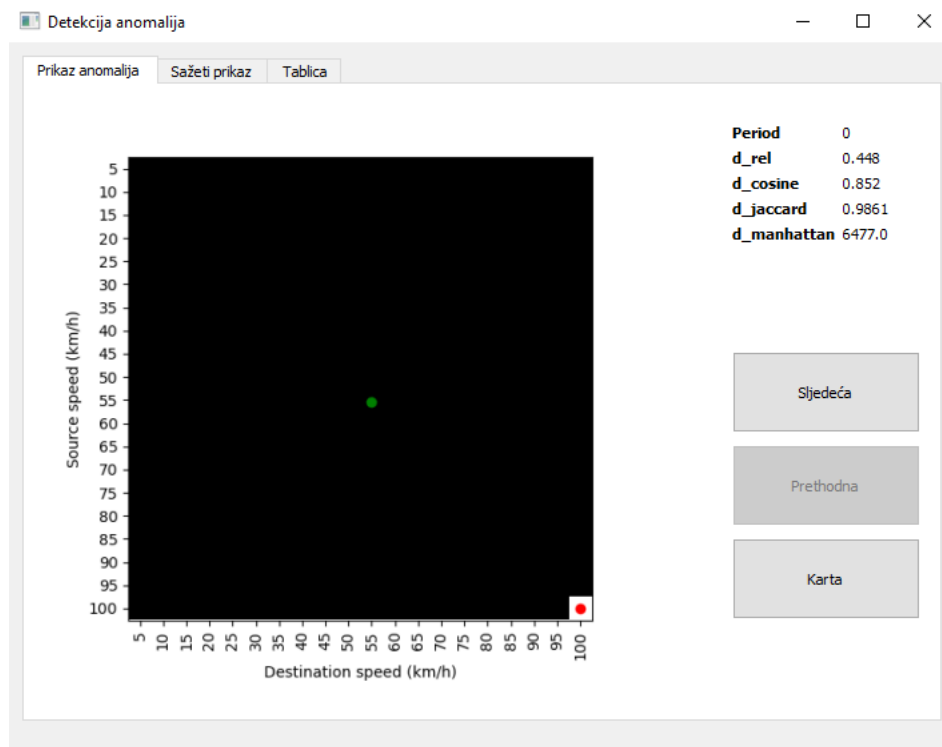 Detekcija anomalija
Prikaz anomalija Sažeti prikaz Tablica
Period 0
d_rel 0.448
d_cosine 0.852
d_jaccard 0.9861
d_manhattan 6477.0
Source speed (km/h)
5
10
15
20
25
30
35
40
45
50
55
60
65
70
75
80
85
90
95
100
5 10 15 20 25 30 35 40 45 50 55 60 65 70 75 80 85 90 95 100
Destination speed (km/h)
Sljedeća
Prethodna
Karta